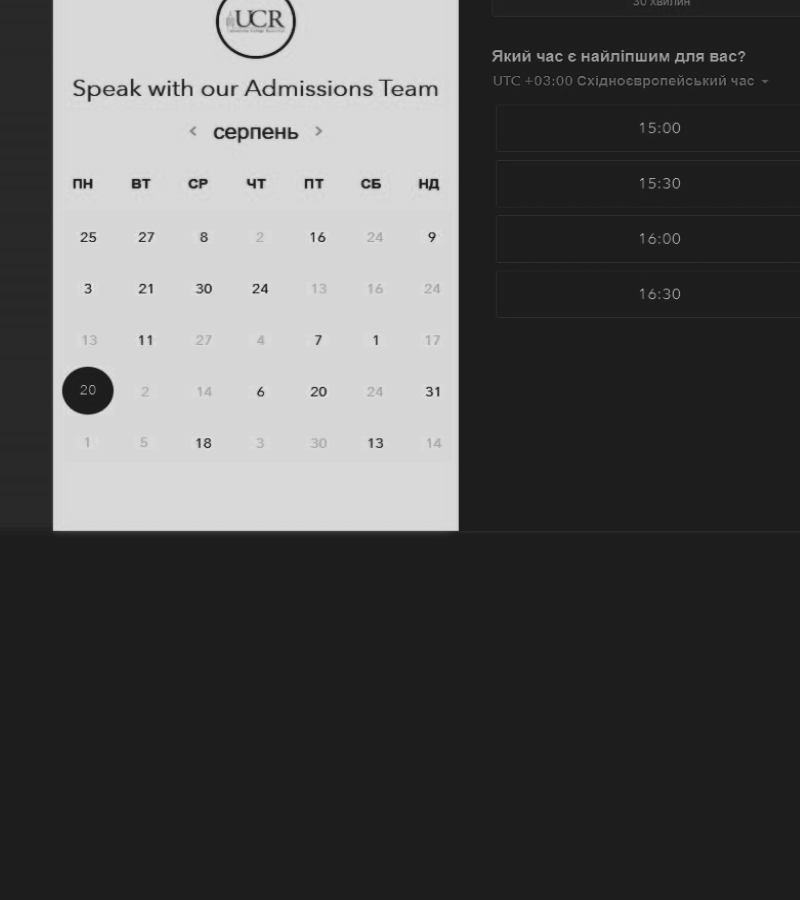 UCR
Speak with our Admissions Team
< серпень >
ПН ВТ СР ЧТ ПТ СБ НД
25 27 8 2 16 24 9
3 21 30 24 13 16 24
13 11 27 4 7 1 17
20 2 14 6 20 24 31
1 5 18 3 30 13 14
30 хвилин
Який час є найліпшим для вас?
UTC +03:00 Східноєвропейський час
15:00
15:30
16:00
16:30